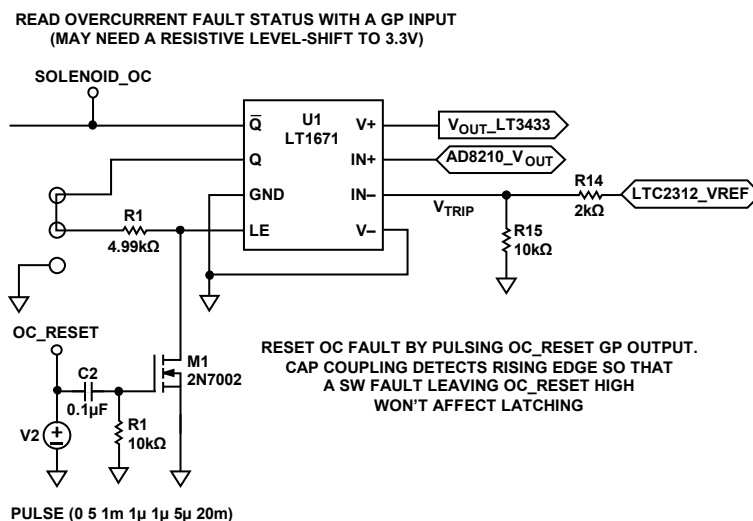 READ OVERCURRENT FAULT STATUS WITH A GP INPUT
(MAY NEED A RESISTIVE LEVEL-SHIFT TO 3.3V)
SOLENOID_OC
U1
LT1671
Q̅
Q
GND
LE
V+
IN+
IN–
V–
VOUT_LT3433
AD8210_VOUT
R14
2kΩ
LTC2312_VREF
VTRIP
R15
10kΩ
R1
4.99kΩ
OC_RESET
C2
0.1µF
M1
2N7002
V2
R1
10kΩ
RESET OC FAULT BY PULSING OC_RESET GP OUTPUT.
CAP COUPLING DETECTS RISING EDGE SO THAT
A SW FAULT LEAVING OC_RESET HIGH
WON'T AFFECT LATCHING
PULSE (0 5 1m 1µ 1µ 5µ 20m)